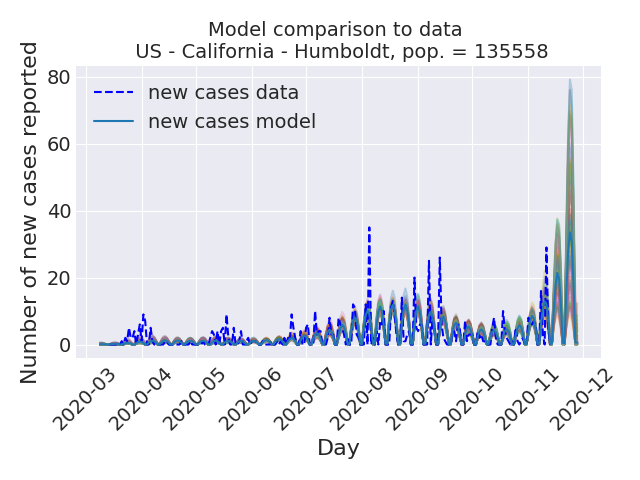 Model comparison to data
US - California - Humboldt, pop. = 135558
Number of new cases reported
80
60
40
20
0
new cases data
new cases model
2020-03
2020-04
2020-05
2020-06
2020-07
2020-08
2020-09
2020-10
2020-11
2020-12
Day